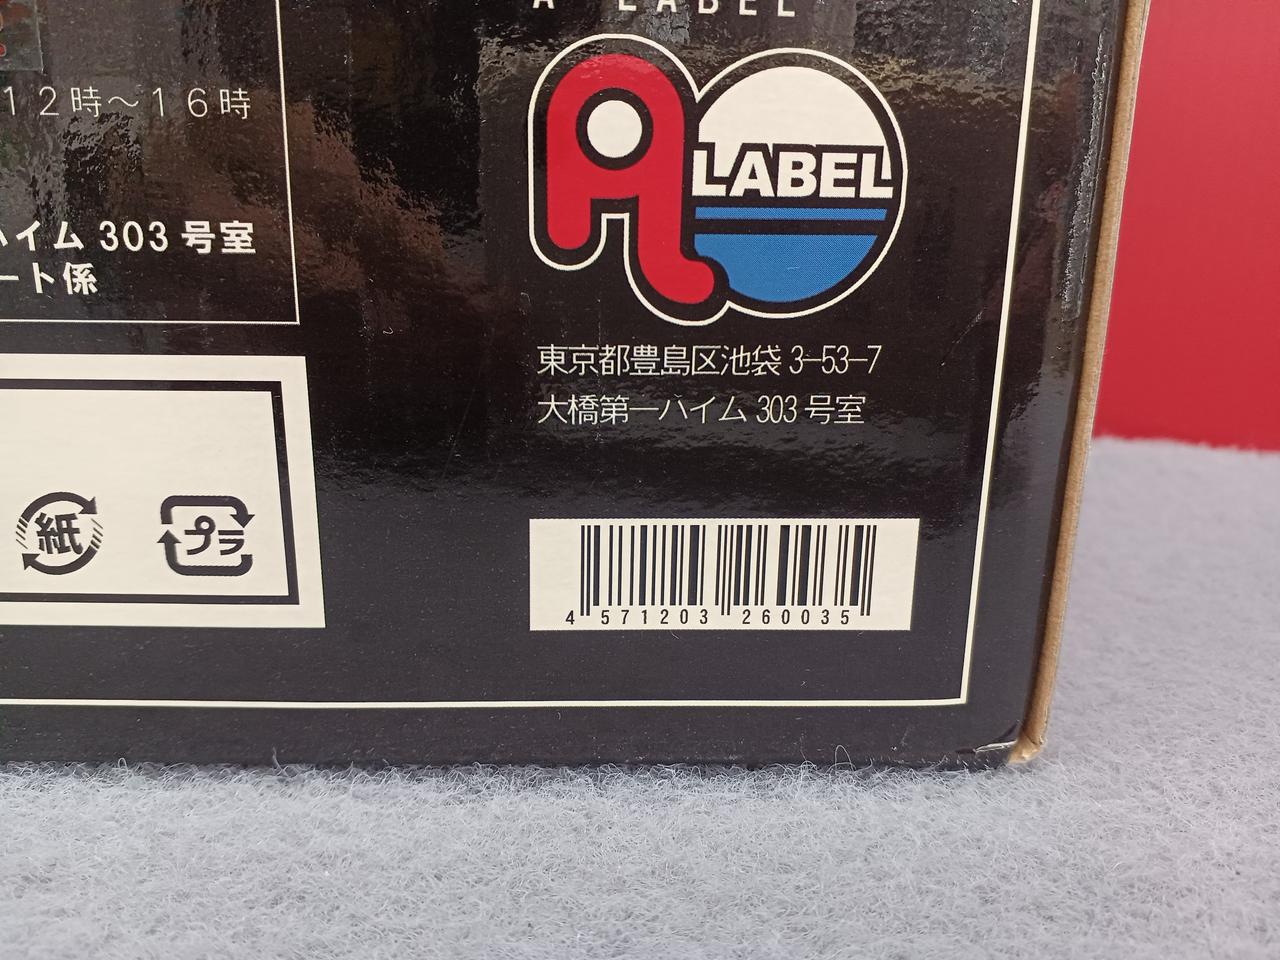 A LABEL
12時～16時
ハイム 303 号室
ート係
LABEL
東京都豊島区池袋 3-53-7
大橋第一ハイム 303 号室
紙
プラ
4 571203 260035